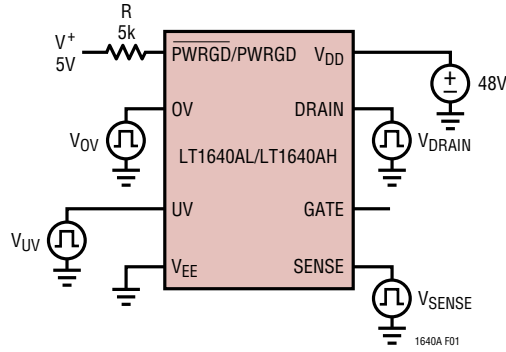 V+
5V
R
5k
PWRGD/PWRGD
VDD
48V
OV
DRAIN
VOV
VDRAIN
LT1640AL/LT1640AH
UV
GATE
VUV
VEE
SENSE
VSENSE
1640A F01